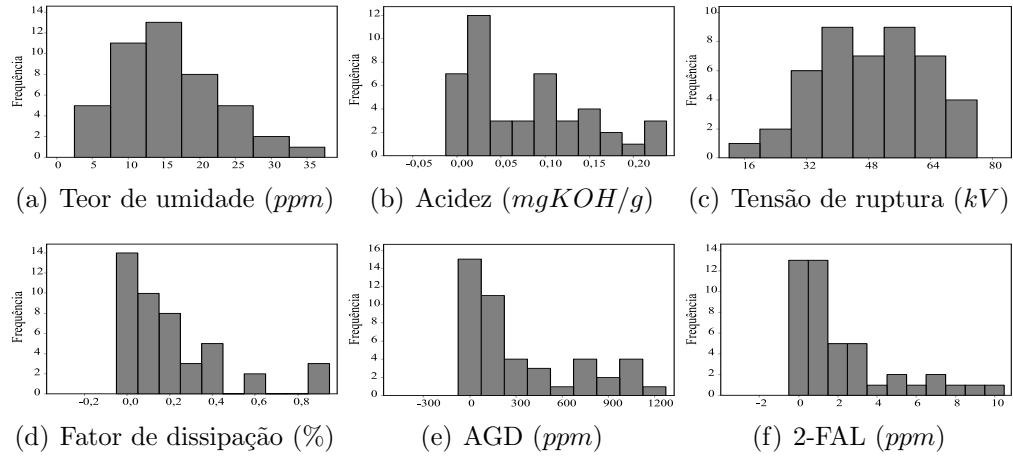 Frequência
14
12
10
8
6
4
2
0
0 5 10 15 20 25 30 35
(a) Teor de umidade (ppm)
Frequência
14
12
10
8
6
4
2
0
-0,05 0,00 0,05 0,10 0,15 0,20
(b) Acidez (mgKOH/g)
Frequência
10
8
6
4
2
0
16 32 48 64 80
(c) Tensão de ruptura (kV)
Frequência
14
12
10
8
6
4
2
0
-0,2 0,0 0,2 0,4 0,6 0,8
(d) Fator de dissipação (%)
Frequência
16
14
12
10
8
6
4
2
0
-300 0 300 600 900 1200
(e) AGD (ppm)
Frequência
14
12
10
8
6
4
2
0
-2 0 2 4 6 8 10
(f) 2-FAL (ppm)